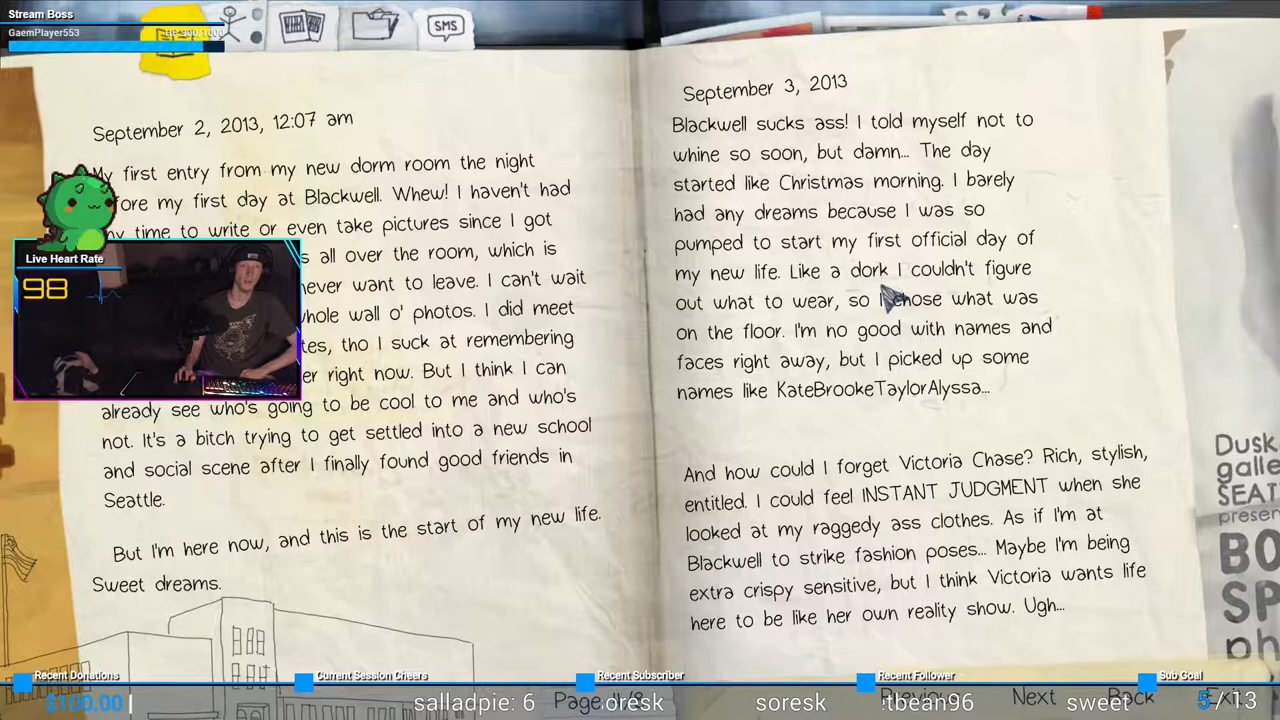 Stream Boss
GaemPlayer553
SMS
September 2, 2013, 12:07 am
My first entry from my new dorm room the night
fore my first day at Blackwell. Whew! I haven't had
time to write or even take pictures since I got
s all over the room, which is
never want to leave. I can't wait
whole wall o' photos. I did meet
tes, tho I suck at remembering
er right now. But I think I can
already see who's going to be cool to me and who's
not. It's a bitch trying to get settled into a new school
and social scene after I finally found good friends in
Seattle.
But I'm here now, and this is the start of my new life.
Sweet dreams.
Live Heart Rate
98
September 3, 2013
Blackwell sucks ass! I told myself not to
whine so soon, but damn... The day
started like Christmas morning. I barely
had any dreams because I was so
pumped to start my first official day of
my new life. Like a dork I couldn't figure
out what to wear, so I chose what was
on the floor. I'm no good with names and
faces right away, but I picked up some
names like KateBrookeTaylorAlyssa...
And how could I forget Victoria Chase? Rich, stylish,
entitled. I could feel INSTANT JUDGMENT when she
looked at my raggedy ass clothes. As if I'm at
Blackwell to strike fashion poses... Maybe I'm being
extra crispy sensitive, but I think Victoria wants life
here to be like her own reality show. Ugh...
Dusk
galle
SEAT
presen
BO
SP
ph
Recent Donations
$100.00
Current Session Cheers
salladpie: 6
Recent Subscriber
soresk
Recent Follower
tbean96
Sub Goal
5 / 13
sweet
Page
Previous
Next
Back
EXIT